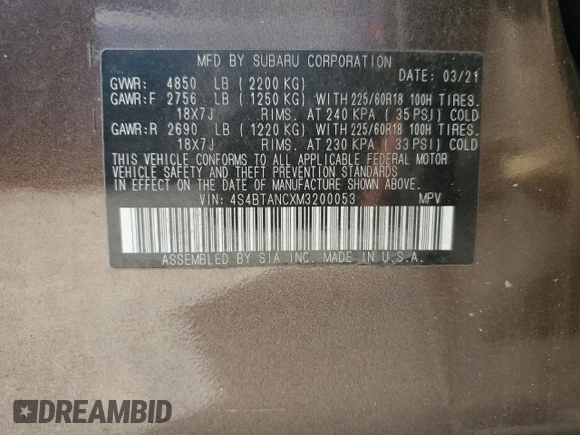 MFD BY SUBARU CORPORATION
GVWR: 4850 LB ( 2200 KG) DATE: 03/21
GAWR:F 2756 LB ( 1250 KG) WITH 225/60R18 100H TIRES.
18X7J RIMS. AT 240 KPA ( 35 PSI) COLD
GAWR:R 2690 LB ( 1220 KG) WITH 225/60R18 100H TIRES.
18X7J RIMS. AT 230 KPA ( 33 PSI) COLD
THIS VEHICLE CONFORMS TO ALL APPLICABLE FEDERAL MOTOR
VEHICLE SAFETY AND THEFT PREVENTION STANDARDS
IN EFFECT ON THE DATE OF MANUFACTURE SHOWN ABOVE.
VIN: 4S4BTANCXM3200053 MPV
ASSEMBLED BY SIA INC. MADE IN U.S.A.
DREAMBID